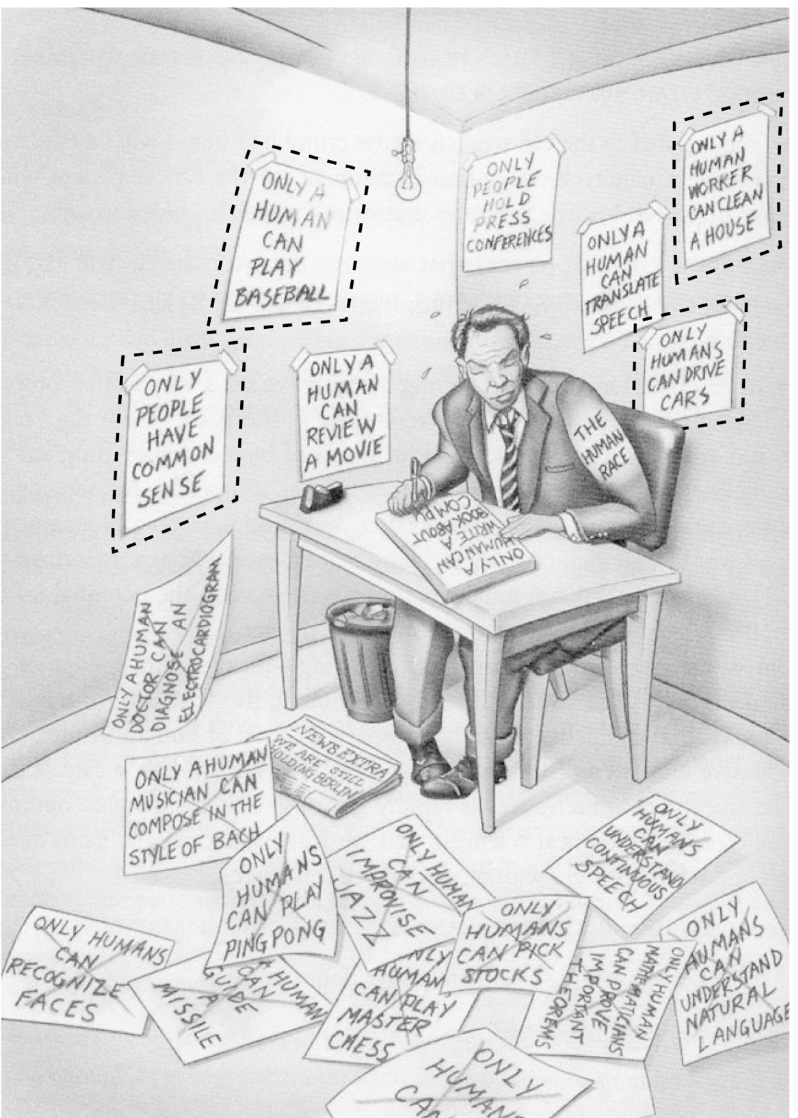 ONLY A
HUMAN
CAN
PLAY
BASEBALL
ONLY
PEOPLE
HOLD
PRESS
CONFERENCES
ONLY A
HUMAN
WORKER
CAN CLEAN
A HOUSE
ONLY A
HUMAN
CAN
TRANSLATE
SPEECH
ONLY
HUMANS
CAN DRIVE
CARS
ONLY
PEOPLE
HAVE
COMMON
SENSE
ONLY A
HUMAN
CAN
REVIEW
A MOVIE
THE
HUMAN
RACE
ONLY A
HUMAN CAN
WRITE A
BOOK ABOUT
COMPU
ONLY A HUMAN
DOCTOR CAN
DIAGNOSE AN
ELECTROCARDIOGRAM
NEWS EXTRA
WE ARE STILL
HOLDING BERLIN
ONLY A HUMAN
MUSICIAN CAN
COMPOSE IN THE
STYLE OF BACH
ONLY
HUMANS
CAN PLAY
PING PONG
ONLY HUMAN
CAN
IMPROVISE
JAZZ
ONLY
HUMANS
CAN
UNDERSTAND
CONTINUOUS
SPEECH
ONLY HUMANS
CAN
RECOGNIZE
FACES
A HUMAN
CAN
GUIDE
A
MISSILE
ONLY
HUMAN
CAN PLAY
MASTER
CHESS
ONLY
HUMANS
CAN PICK
STOCKS
ONLY HUMAN
MATHEMATICIANS
CAN PROVE
IMPORTANT
THEOREMS
ONLY
HUMANS
CAN
UNDERSTAND
NATURAL
LANGUAGE
ONLY
HUMANS
CAN